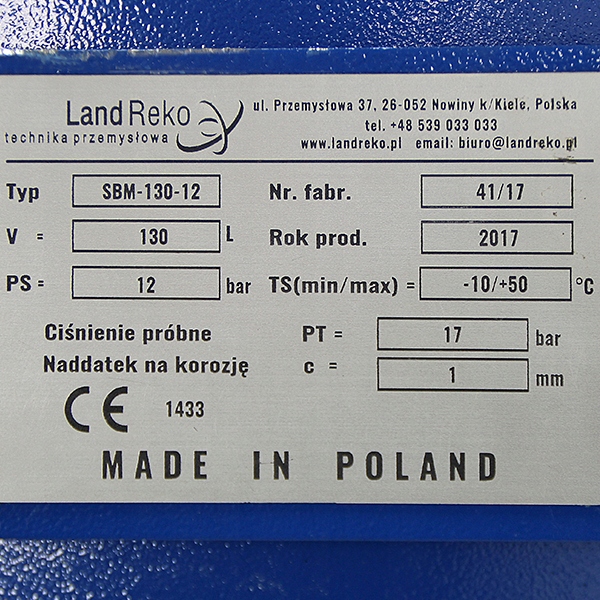 Land Reko
technika przemysłowa
ul. Przemysłowa 37, 26-052 Nowiny k/Kielc, Polska
tel. +48 539 033 033
www.landreko.pl email: biuro@landreko.pl
Typ SBM-130-12 Nr. fabr. 41/17
V = 130 L Rok prod. 2017
PS = 12 bar TS(min/max) = -10/+50 °C
Ciśnienie próbne PT = 17 bar
Naddatek na korozję c = 1 mm
CE 1433
MADE IN POLAND